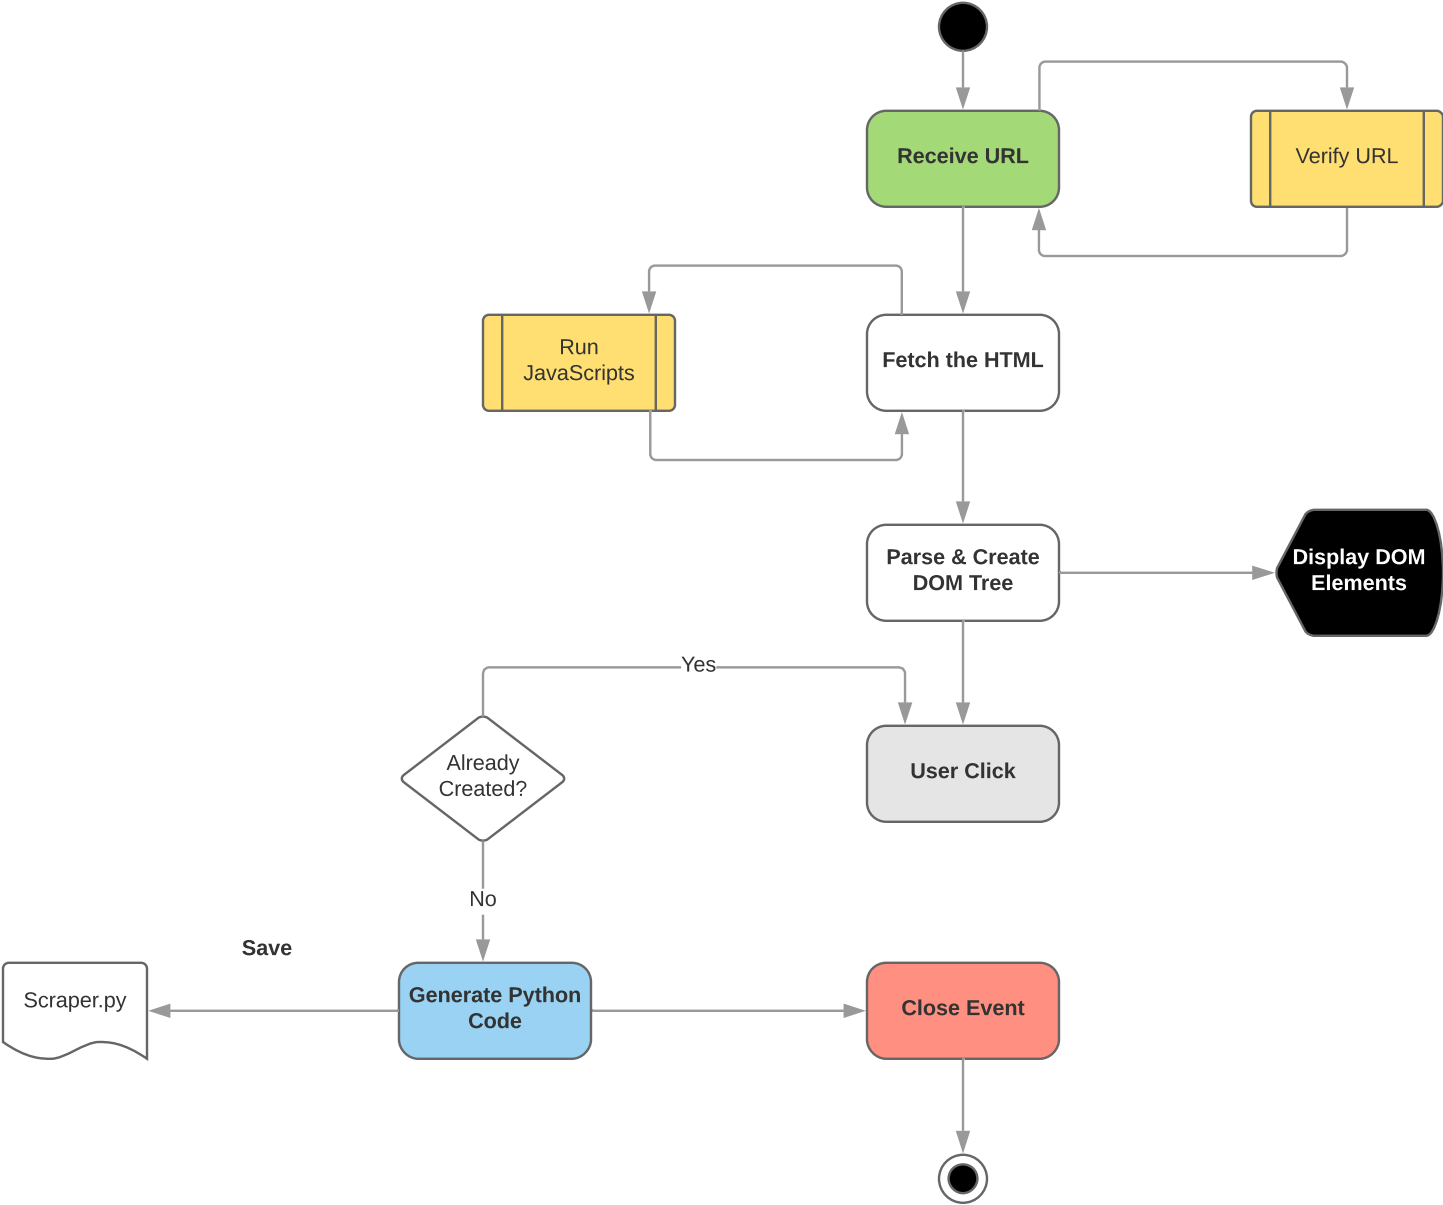 Receive URL
Verify URL
Run
JavaScripts
Fetch the HTML
Parse & Create
DOM Tree
Display DOM
Elements
Yes
Already
Created?
User Click
No
Save
Scraper.py
Generate Python
Code
Close Event